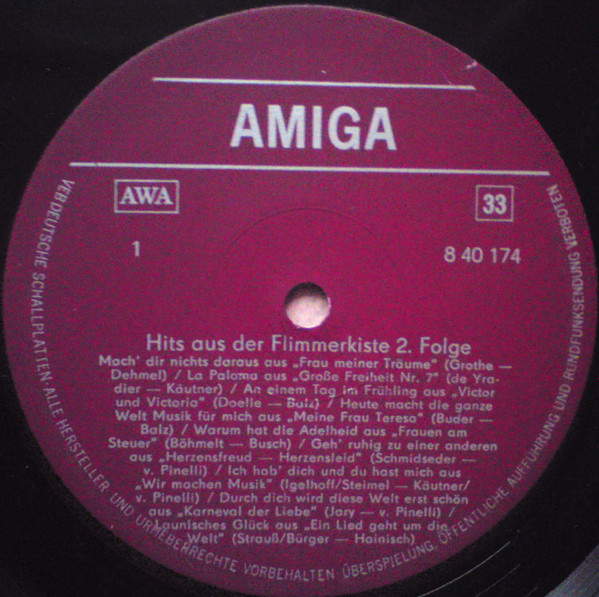 AMIGA
AWA
33
1
8 40 174
Hits aus der Flimmerkiste 2. Folge
Mach' dir nichts daraus aus „Frau meiner Träume" (Grothe —
Dehmel) / La Paloma aus „Große Freiheit Nr. 7" (de Yra-
dier — Käutner) / An einem Tag im Frühling aus "Victor
und Victoria" (Doelle — Balz) / Heute macht die ganze
Welt Musik für mich aus „Meine Frau Teresa" (Buder —
Balz) / Warum hat die Adelheid aus „Frauen am
Steuer" (Böhmelt — Busch) / Geh' ruhig zu einer anderen
aus „Herzensfreud — Herzensleid" (Schmidseder —
v. Pinelli) / Ich hab' dich und du hast mich aus
„Wir machen Musik" (Igelhoff/Steimel — Käutner/
v. Pinelli) / Durch dich wird diese Welt erst schön
aus „Karneval der Liebe" (Jary — v. Pinelli) /
Launisches Glück aus „Ein Lied geht um die
Welt" (Strauß/Bürger — Hainisch)
VEB DEUTSCHE SCHALLPLATTEN · ALLE HERSTELLER UND URHEBERRECHTE VORBEHALTEN ÜBERSPIELUNG, ÖFFENTLICHE AUFFÜHRUNG UND RUNDFUNKSENDUNG VERBOTEN